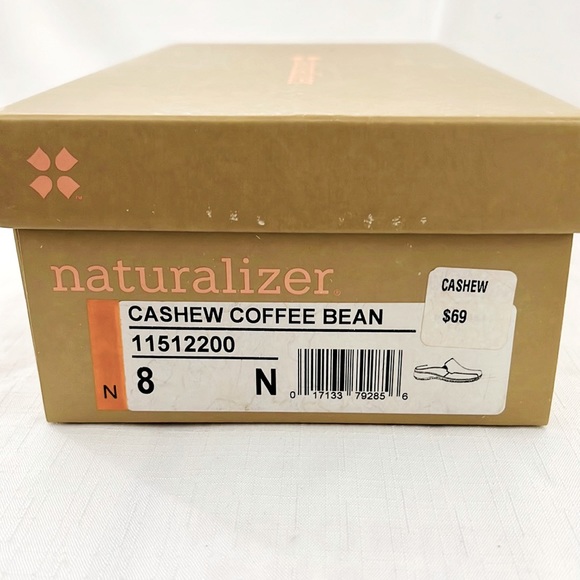 naturalizer
CASHEW
$69
CASHEW COFFEE BEAN
11512200
N
8 N
0 17133 79285 6